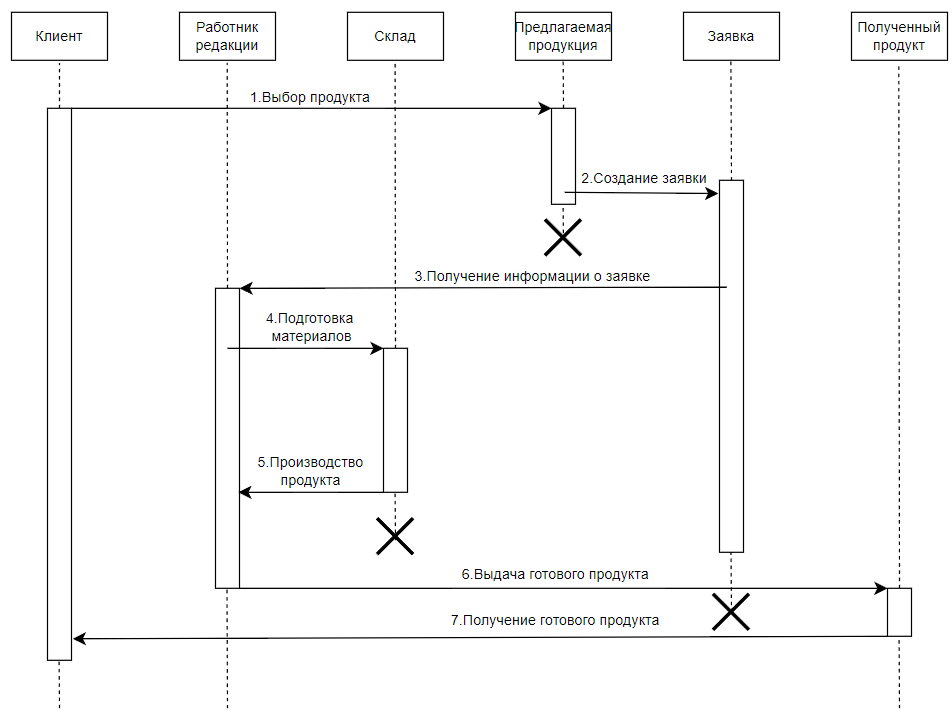 Клиент
Работник
редакции
Склад
Предлагаемая
продукция
Заявка
Полученный
продукт
1.Выбор продукта
2.Создание заявки
3.Получение информации о заявке
4.Подготовка
материалов
5.Производство
продукта
6.Выдача готового продукта
7.Получение готового продукта